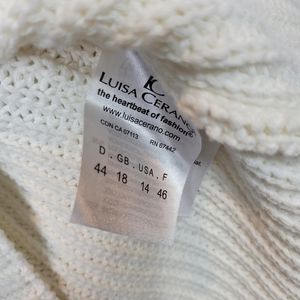 LC
LUISA CERANO
the heartbeat of fashion
www.luisacerano.com
CDN CA 07113 RN 67442
D . GB . USA . F
44 18 14 46